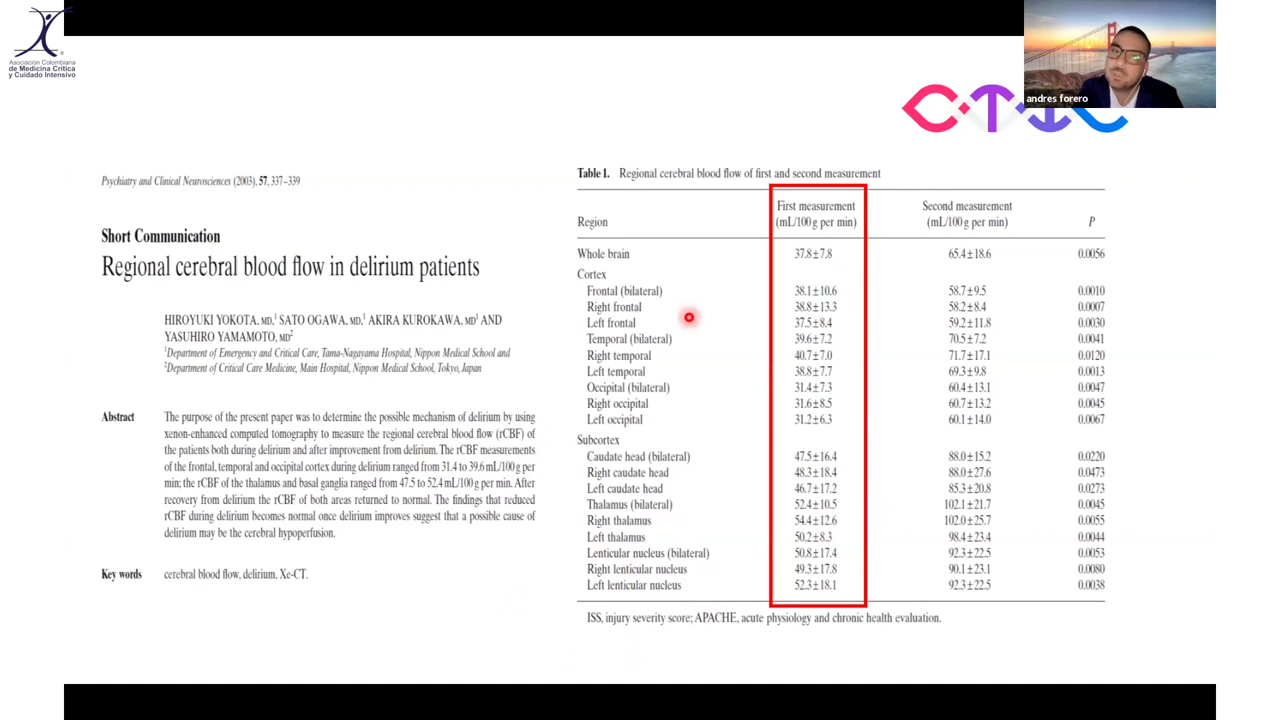 Asociación Colombiana
de Medicina Crítica
y Cuidado Intensivo
andres forero
CTIC
Psychiatry and Clinical Neurosciences (2003), 57, 337–339
Short Communication
Regional cerebral blood flow in delirium patients
HIROYUKI YOKOTA, MD,1 SATO OGAWA, MD,1 AKIRA KUROKAWA, MD1 AND
YASUHIRO YAMAMOTO, MD2
1Department of Emergency and Critical Care, Tama-Nagayama Hospital, Nippon Medical School and
2Department of Critical Care Medicine, Main Hospital, Nippon Medical School, Tokyo, Japan
Abstract The purpose of the present paper was to determine the possible mechanism of delirium by using
xenon-enhanced computed tomography to measure the regional cerebral blood flow (rCBF) of
the patients both during delirium and after improvement from delirium. The rCBF measurements
of the frontal, temporal and occipital cortex during delirium ranged from 31.4 to 39.6 mL/100 g per
min; the rCBF of the thalamus and basal ganglia ranged from 47.5 to 52.4 mL/100 g per min. After
recovery from delirium the rCBF of both areas returned to normal. The findings that reduced
rCBF during delirium becomes normal once delirium improves suggest that a possible cause of
delirium may be the cerebral hypoperfusion.
Key words cerebral blood flow, delirium, Xe-CT.
Table 1. Regional cerebral blood flow of first and second measurement
First measurement Second measurement
Region (mL/100 g per min) (mL/100 g per min) P
Whole brain 37.8±7.8 65.4±18.6 0.0056
Cortex
Frontal (bilateral) 38.1±10.6 58.7±9.5 0.0010
Right frontal 38.8±13.3 58.2±8.4 0.0007
Left frontal 37.5±8.4 59.2±11.8 0.0030
Temporal (bilateral) 39.6±7.2 70.5±7.2 0.0041
Right temporal 40.7±7.0 71.7±17.1 0.0120
Left temporal 38.8±7.7 69.3±9.8 0.0013
Occipital (bilateral) 31.4±7.3 60.4±13.1 0.0047
Right occipital 31.6±8.5 60.7±13.2 0.0045
Left occipital 31.2±6.3 60.1±14.0 0.0067
Subcortex
Caudate head (bilateral) 47.5±16.4 88.0±15.2 0.0220
Right caudate head 48.3±18.4 88.0±27.6 0.0473
Left caudate head 46.7±17.2 85.3±20.8 0.0273
Thalamus (bilateral) 52.4±10.5 102.1±21.7 0.0045
Right thalamus 54.4±12.6 102.0±25.7 0.0055
Left thalamus 50.2±8.3 98.4±23.4 0.0044
Lenticular nucleus (bilateral) 50.8±17.4 92.3±22.5 0.0053
Right lenticular nucleus 49.3±17.8 90.1±23.1 0.0080
Left lenticular nucleus 52.3±18.1 92.3±22.5 0.0038
ISS, injury severity score; APACHE, acute physiology and chronic health evaluation.